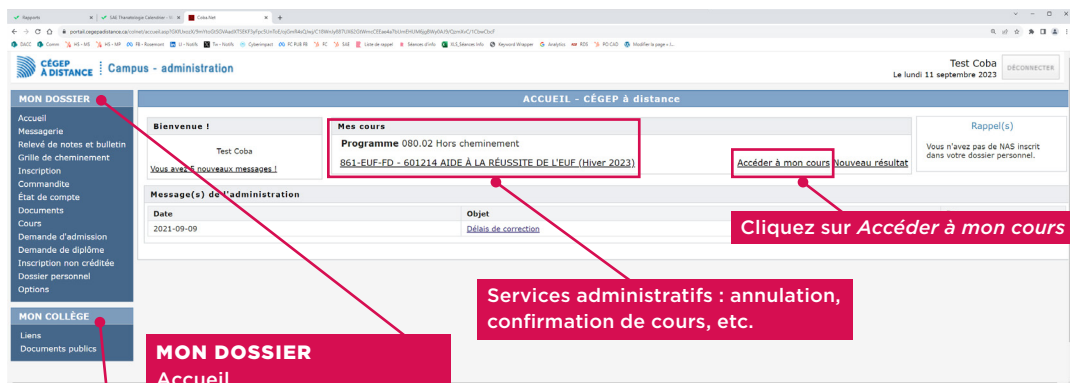 Rapports
Coba.Net
CÉGEP
À DISTANCE
Campus - administration
Test Coba
Le lundi 11 septembre 2023
DÉCONNECTER
MON DOSSIER
Accueil
Messagerie
Relevé de notes et bulletin
Grille de cheminement
Inscription
Commandite
État de compte
Documents
Cours
Demande d'admission
Demande de diplôme
Inscription non créditée
Dossier personnel
Options
MON COLLÈGE
Liens
Documents publics
ACCUEIL - CÉGEP à distance
Bienvenue !
Test Coba
Vous avez 5 nouveaux messages !
Mes cours
Programme 080.02 Hors cheminement
861-EUF-FD - 601214 AIDE À LA RÉUSSITE DE L'EUF (Hiver 2023)
Accéder à mon cours Nouveau résultat
Rappel(s)
Vous n'avez pas de NAS inscrit
dans votre dossier personnel.
Message(s) de l'administration
Date
Objet
2021-09-09
Délais de correction
Cliquez sur Accéder à mon cours
Services administratifs : annulation,
confirmation de cours, etc.
MON DOSSIER
Accueil